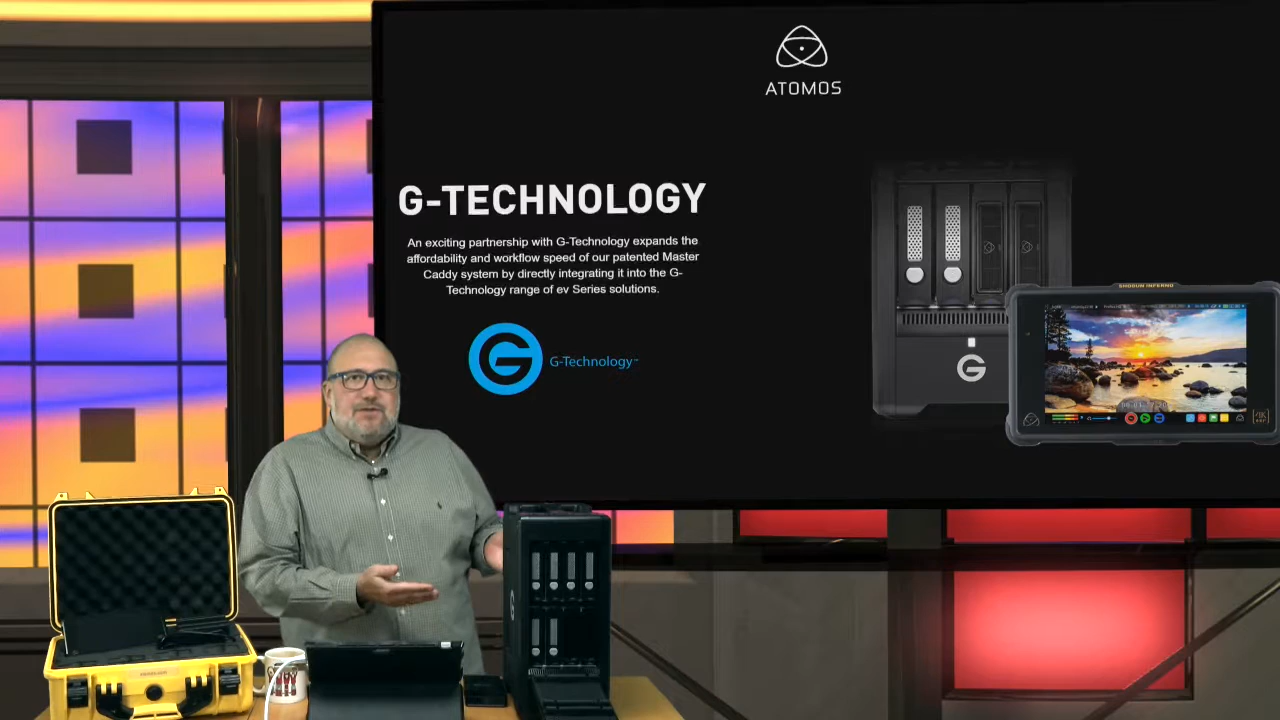 ATOMOS
G-TECHNOLOGY
An exciting partnership with G-Technology expands the
affordability and workflow speed of our patented Master
Caddy system by directly integrating it into the G-
Technology range of ev Series solutions.
G-Technology™
SHOGUN INFERNO